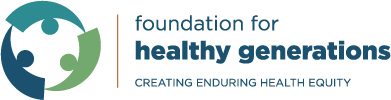 foundation for
healthy generations
CREATING ENDURING HEALTH EQUITY